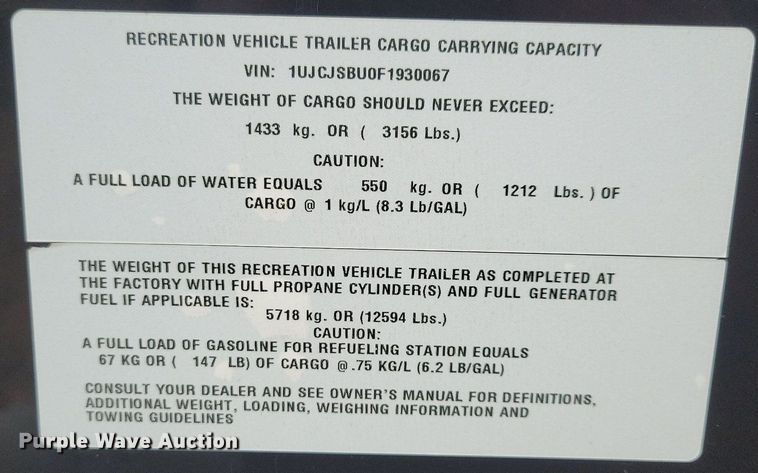 RECREATION VEHICLE TRAILER CARGO CARRYING CAPACITY
VIN: 1UJCJSBU0F1930067
THE WEIGHT OF CARGO SHOULD NEVER EXCEED:
1433 kg. OR ( 3156 Lbs.)
CAUTION:
A FULL LOAD OF WATER EQUALS 550 kg. OR ( 1212 Lbs. ) OF
CARGO @ 1 kg/L (8.3 Lb/GAL)
THE WEIGHT OF THIS RECREATION VEHICLE TRAILER AS COMPLETED AT
THE FACTORY WITH FULL PROPANE CYLINDER(S) AND FULL GENERATOR
FUEL IF APPLICABLE IS:
5718 kg. OR (12594 Lbs.)
CAUTION:
A FULL LOAD OF GASOLINE FOR REFUELING STATION EQUALS
67 KG OR ( 147 LB) OF CARGO @ .75 KG/L (6.2 LB/GAL)
CONSULT YOUR DEALER AND SEE OWNER'S MANUAL FOR DEFINITIONS,
ADDITIONAL WEIGHT, LOADING, WEIGHING INFORMATION AND
TOWING GUIDELINES
Purple Wave Auction